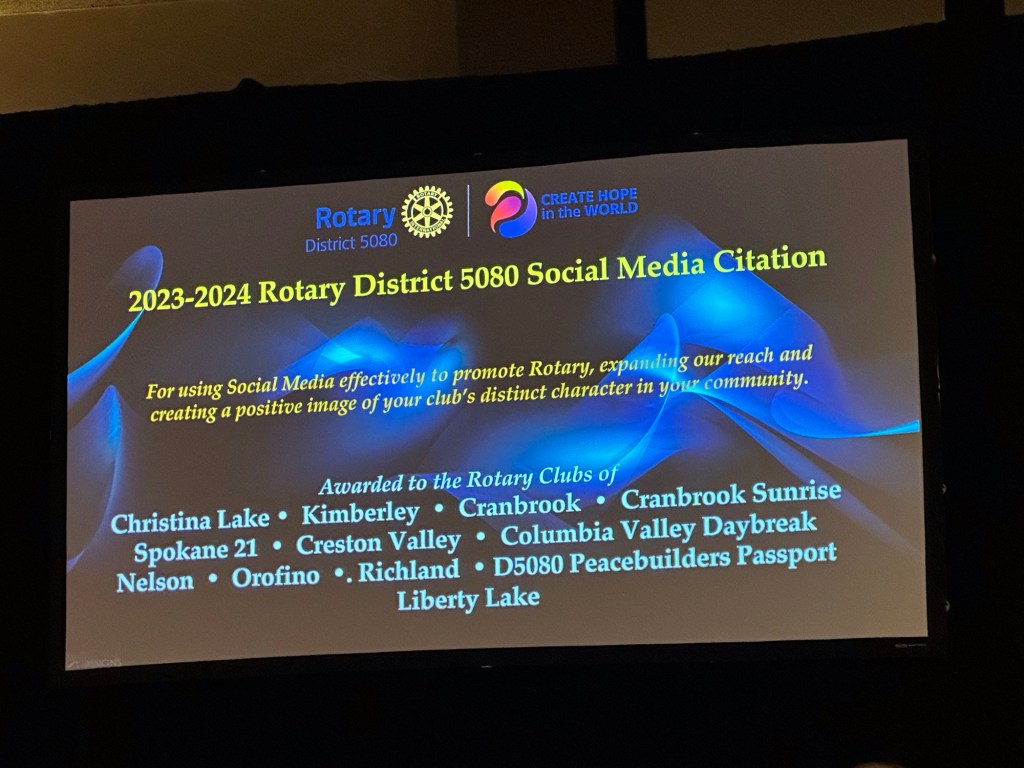 Rotary
District 5080
CREATE HOPE
in the WORLD
2023-2024 Rotary District 5080 Social Media Citation
For using Social Media effectively to promote Rotary, expanding our reach and
creating a positive image of your club's distinct character in your community.
Awarded to the Rotary Clubs of
Christina Lake • Kimberley • Cranbrook • Cranbrook Sunrise
Spokane 21 • Creston Valley • Columbia Valley Daybreak
Nelson • Orofino •. Richland • D5080 Peacebuilders Passport
Liberty Lake